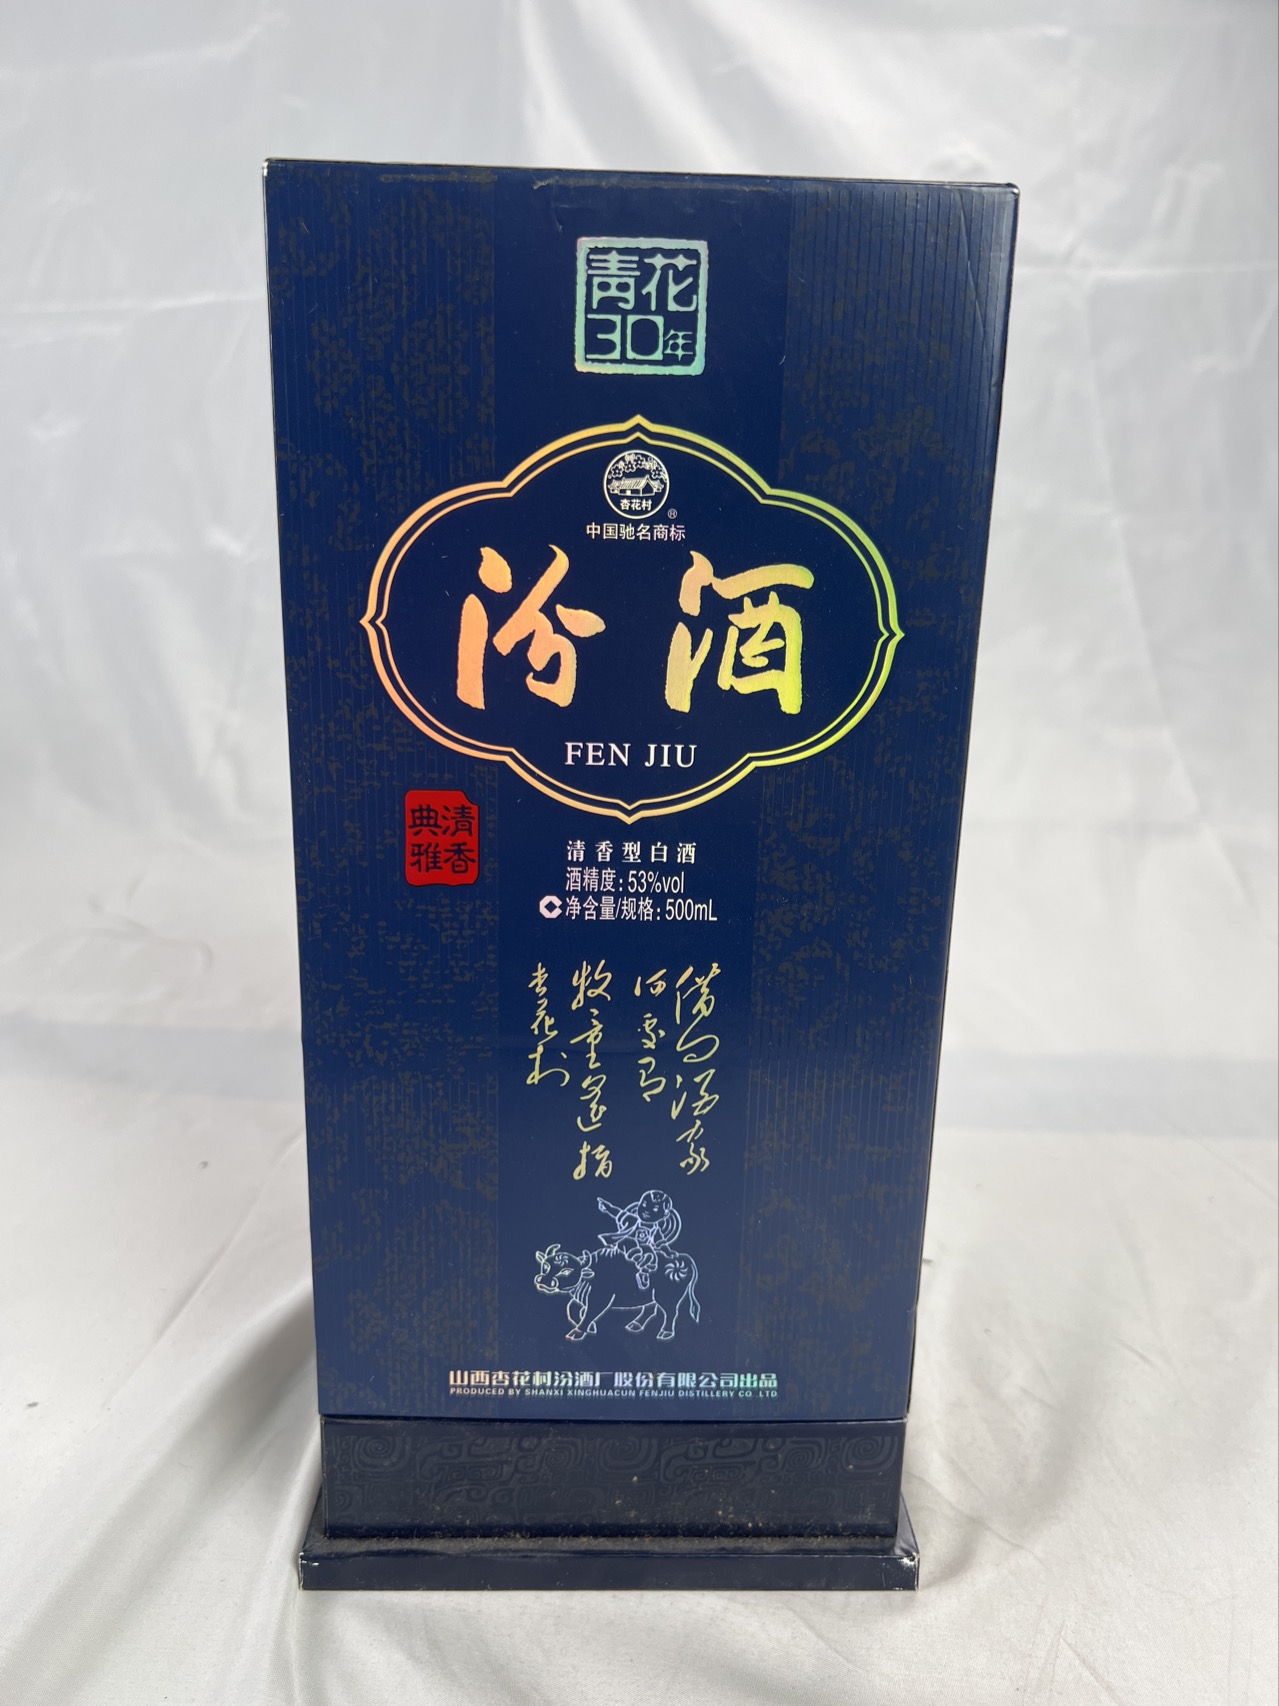 青花
30年
杏花村
®
中国驰名商标
汾酒
FEN JIU
清香
典雅
清香型白酒
酒精度:53%vol
净含量/规格:500mL
借问酒家
何处有
牧童遥指
杏花村
山西杏花村汾酒厂股份有限公司出品
PRODUCED BY SHANXI XINGHUACUN FENJIU DISTILLERY CO.,LTD.